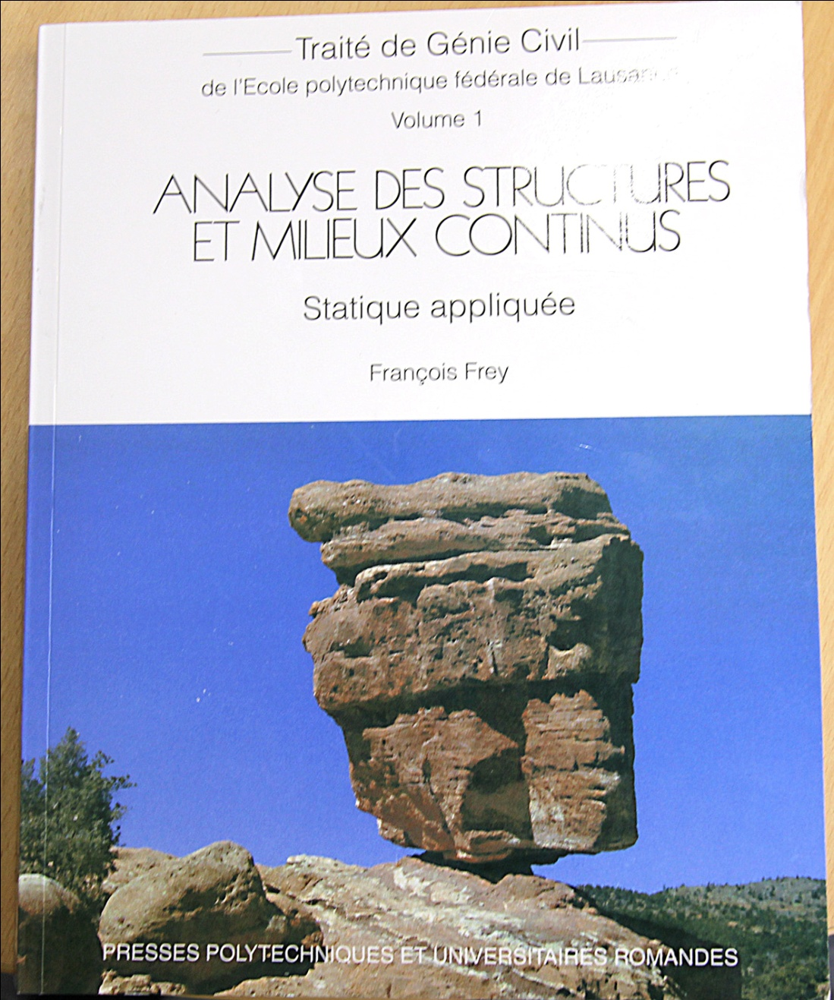 Traité de Génie Civil
de l'Ecole polytechnique fédérale de Lausanne
Volume 1
ANALYSE DES STRUCTURES
ET MILIEUX CONTINUS
Statique appliquée
François Frey
PRESSES POLYTECHNIQUES ET UNIVERSITAIRES ROMANDES